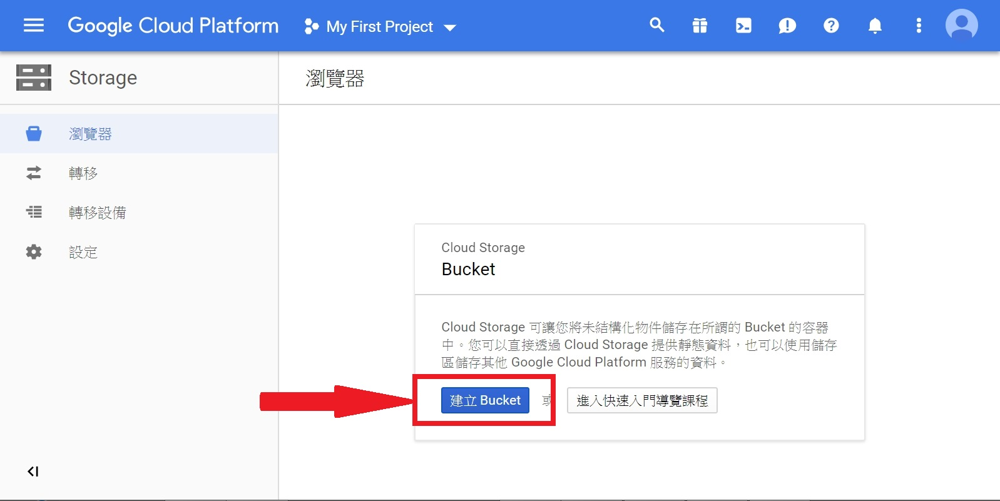 Google Cloud Platform
My First Project
Storage
瀏覽器
瀏覽器
轉移
轉移設備
設定
Cloud Storage
Bucket
Cloud Storage 可讓您將未結構化物件儲存在所謂的 Bucket 的容器
中。您可以直接透過 Cloud Storage 提供靜態資料，也可以使用儲存
區儲存其他 Google Cloud Platform 服務的資料。
建立 Bucket 或 進入快速入門導覽課程